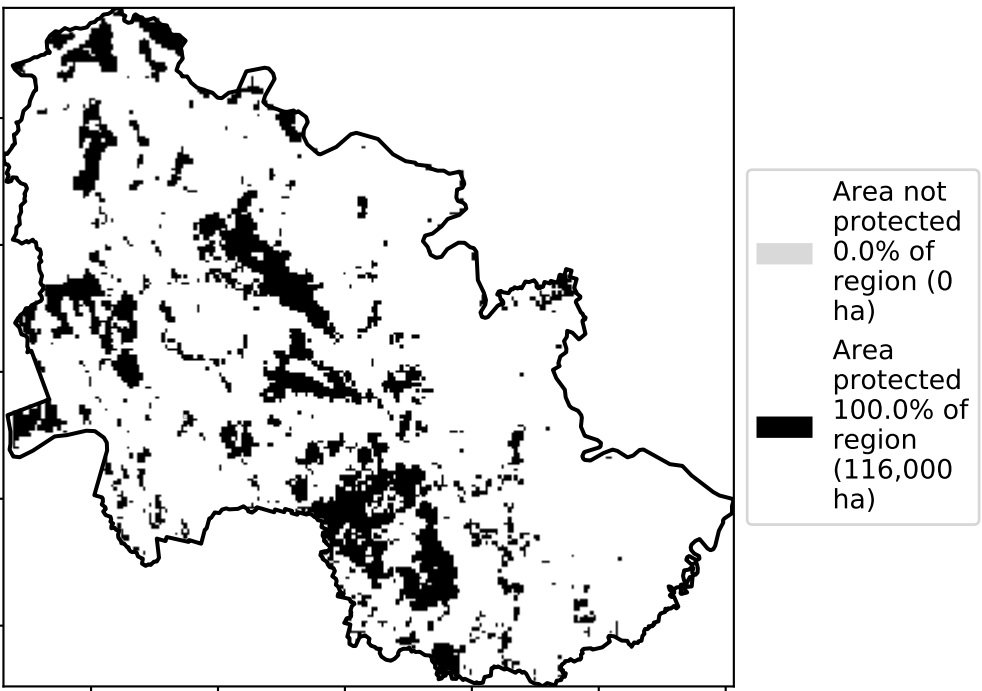 Area not
protected
0.0% of
region (0
ha)
Area
protected
100.0% of
region
(116,000
ha)